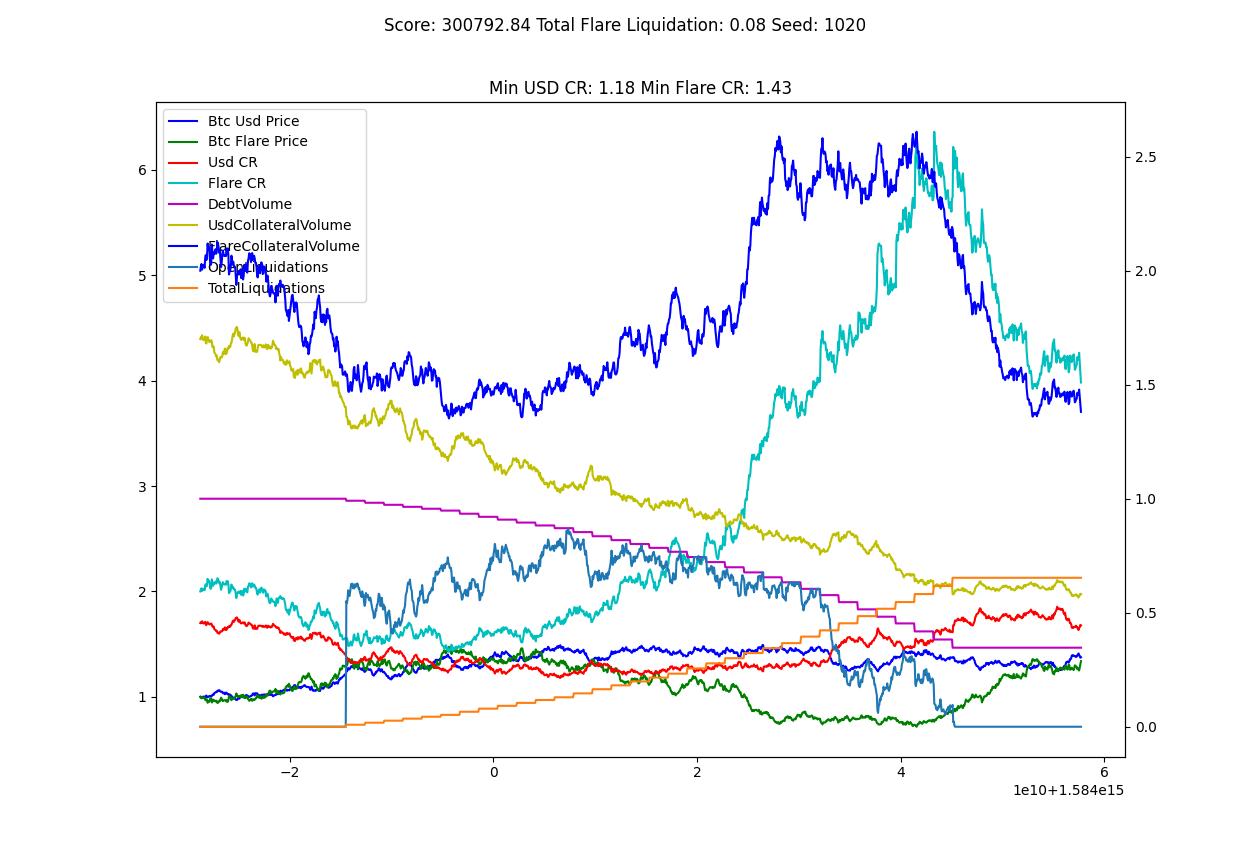 Score: 300792.84 Total Flare Liquidation: 0.08 Seed: 1020
Min USD CR: 1.18 Min Flare CR: 1.43
Btc Usd Price
Btc Flare Price
Usd CR
Flare CR
DebtVolume
UsdCollateralVolume
FlareCollateralVolume
OpenLiquidations
TotalLiquidations
6
5
4
3
2
1
2.5
2.0
1.5
1.0
0.5
0.0
−2
0
2
4
6
1e10+1.584e15